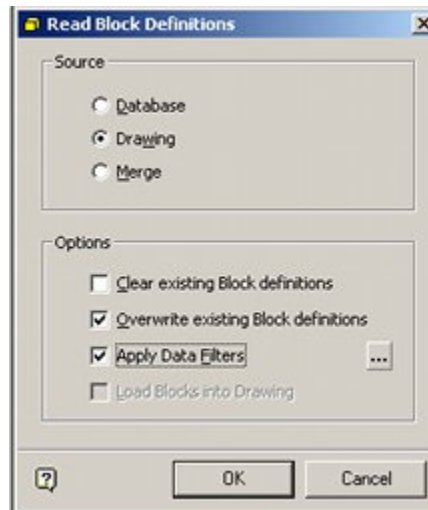 Read Block Definitions
Source
Database
Drawing
Merge
Options
Clear existing Block definitions
Overwrite existing Block definitions
Apply Data Filters
...
Load Blocks into Drawing
?
OK
Cancel